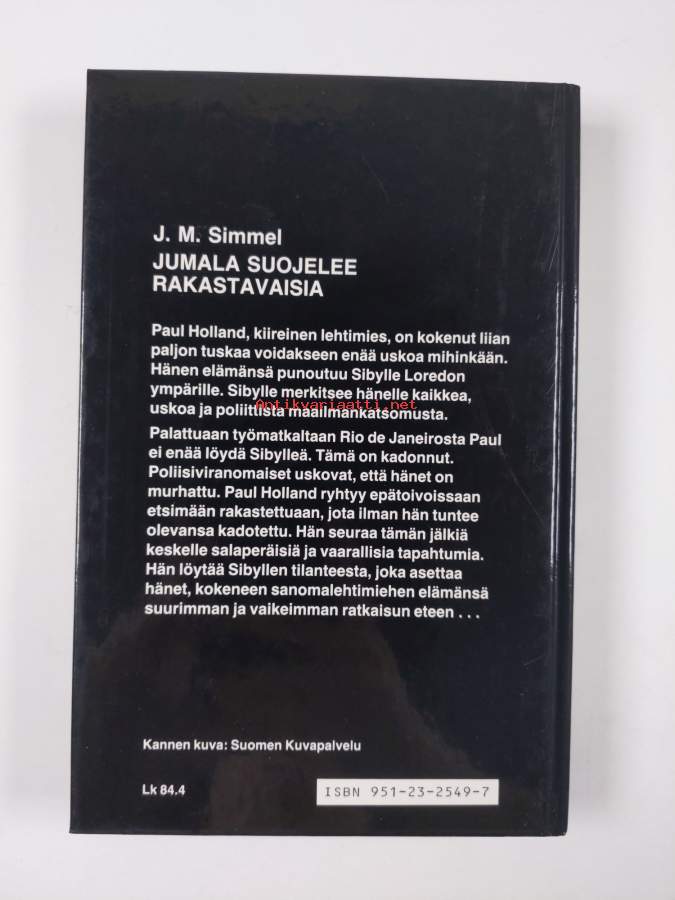 J. M. Simmel
JUMALA SUOJELEE
RAKASTAVAISIA
Paul Holland, kiireinen lehtimies, on kokenut liian
paljon tuskaa voidakseen enää uskoa mihinkään.
Hänen elämänsä punoutuu Sibylle Loredon
ympärille. Sibylle merkitsee hänelle kaikkea,
Antikvariaatti.net
uskoa ja poliittista maailmankatsomusta.
Palattuaan työmatkaltaan Rio de Janeirosta Paul
ei enää löydä Sibylleä. Tämä on kadonnut.
Poliisiviranomaiset uskovat, että hänet on
murhattu. Paul Holland ryhtyy epätoivoissaan
etsimään rakastettuaan, jota ilman hän tuntee
olevansa kadotettu. Hän seuraa tämän jälkiä
keskelle salaperäisiä ja vaarallisia tapahtumia.
Hän löytää Sibyllen tilanteesta, joka asettaa
hänet, kokeneen sanomalehtimiehen elämänsä
suurimman ja vaikeimman ratkaisun eteen . . .
Kannen kuva: Suomen Kuvapalvelu
Lk 84.4
ISBN 951-23-2549-7